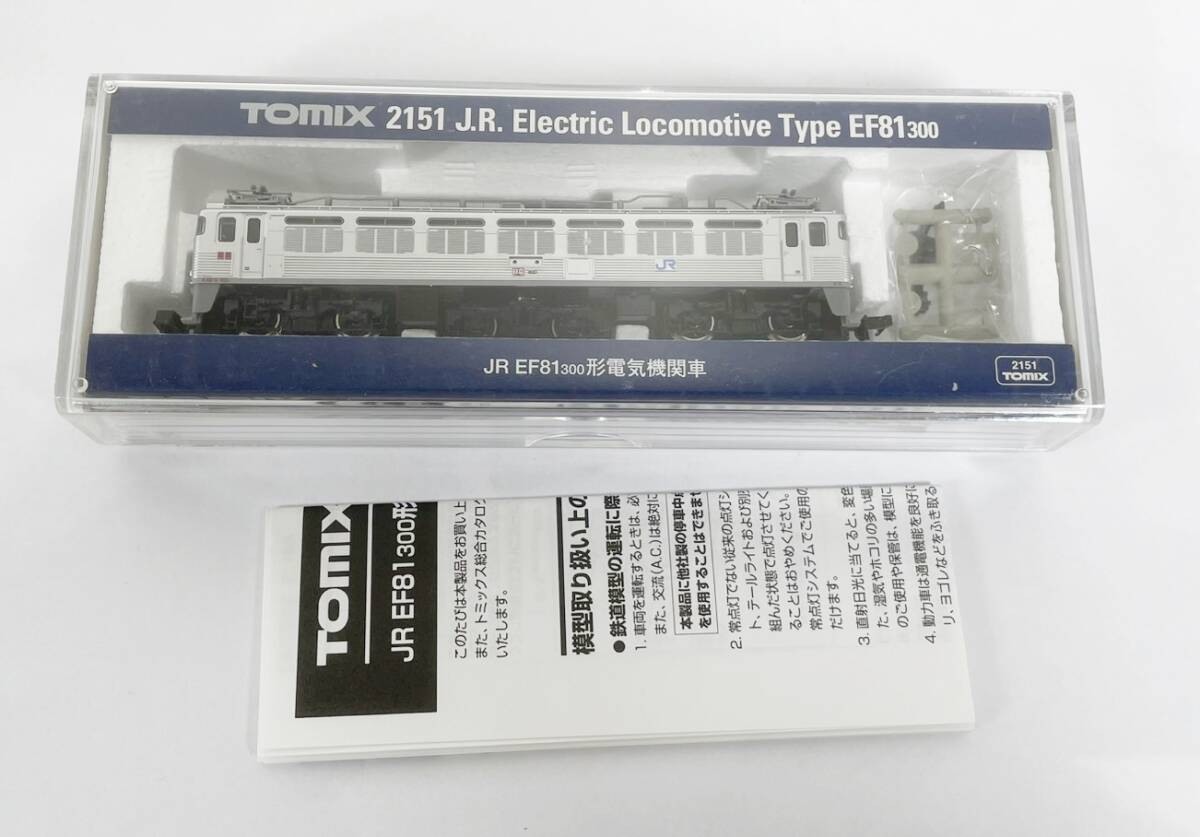 TOMIX 2151 J.R. Electric Locomotive Type EF81300
JR
JR EF81300形電気機関車
2151
TOMIX
TOMIX
JR EF81300形
このたびは本製品をお買い上
また、トミックス総合カタログ
いたします。
模型取り扱い上の
● 鉄道模型の運転に際
1. 車両を運転するときは、必
また、交流(A.C.)は絶対に
本製品に他社製の停車中点
を使用することはできませ
2. 常点灯でない従来の点灯シ
ト、テールライトおよび別
組んだ状態で点灯させてく
ることはおやめください。
常点灯システムでご使用の
だけます。
3. 直射日光に当てると、変色
た、湿気やホコリの多い場
のご使用や保管は、模型に
4. 動力車は通電機能を良好に
リ、ヨゴレなどをふき取る